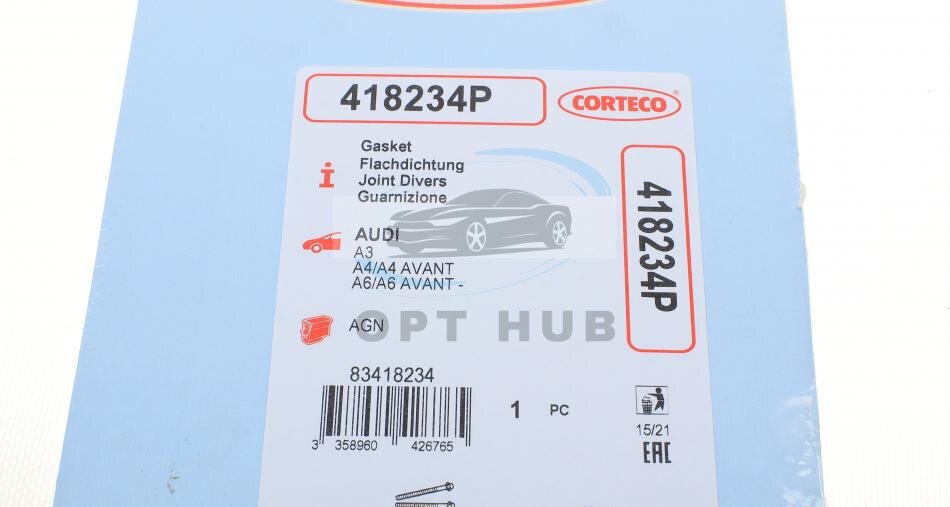 418234P
CORTECO
®
Gasket
Flachdichtung
Joint Divers
Guarnizione
418234P
AUDI
A3
A4/A4 AVANT
A6/A6 AVANT -
AGN
OPT HUB
83418234
1 PC
3 358960 426765
15/21
EAC